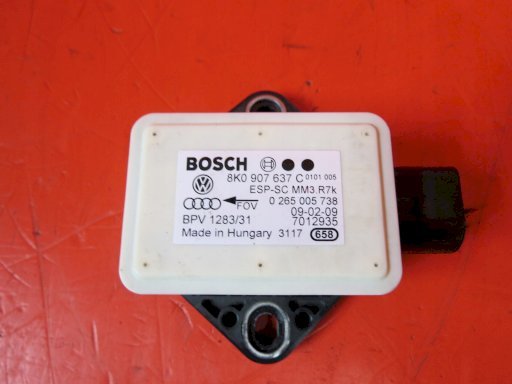 BOSCH
8K0 907 637 C 0101 005
ESP-SC MM3.R7k
FOV 0 265 005 738
09-02-09
BPV 1283/31 7012935
Made in Hungary 3117 658